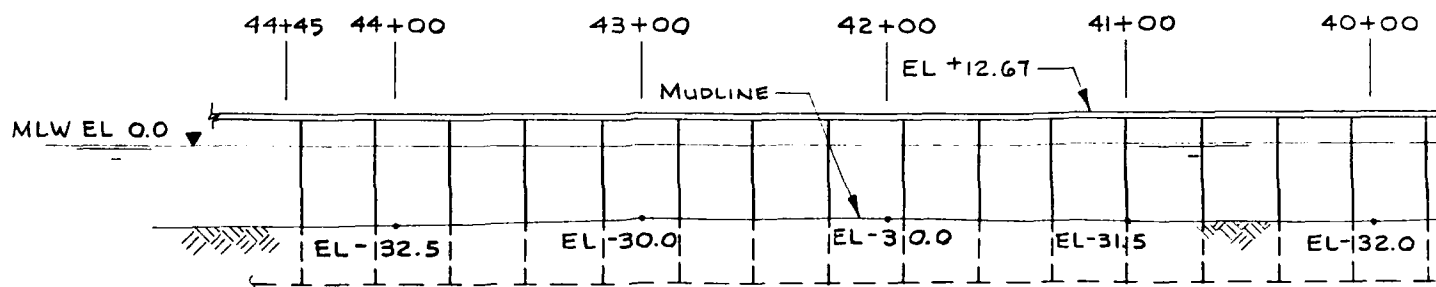 44+45 44+00 43+00 42+00 41+00 40+00
EL +12.67
MUDLINE
MLW EL 0.0
EL-32.5 EL-30.0 EL-30.0 EL-31.5 EL-32.0